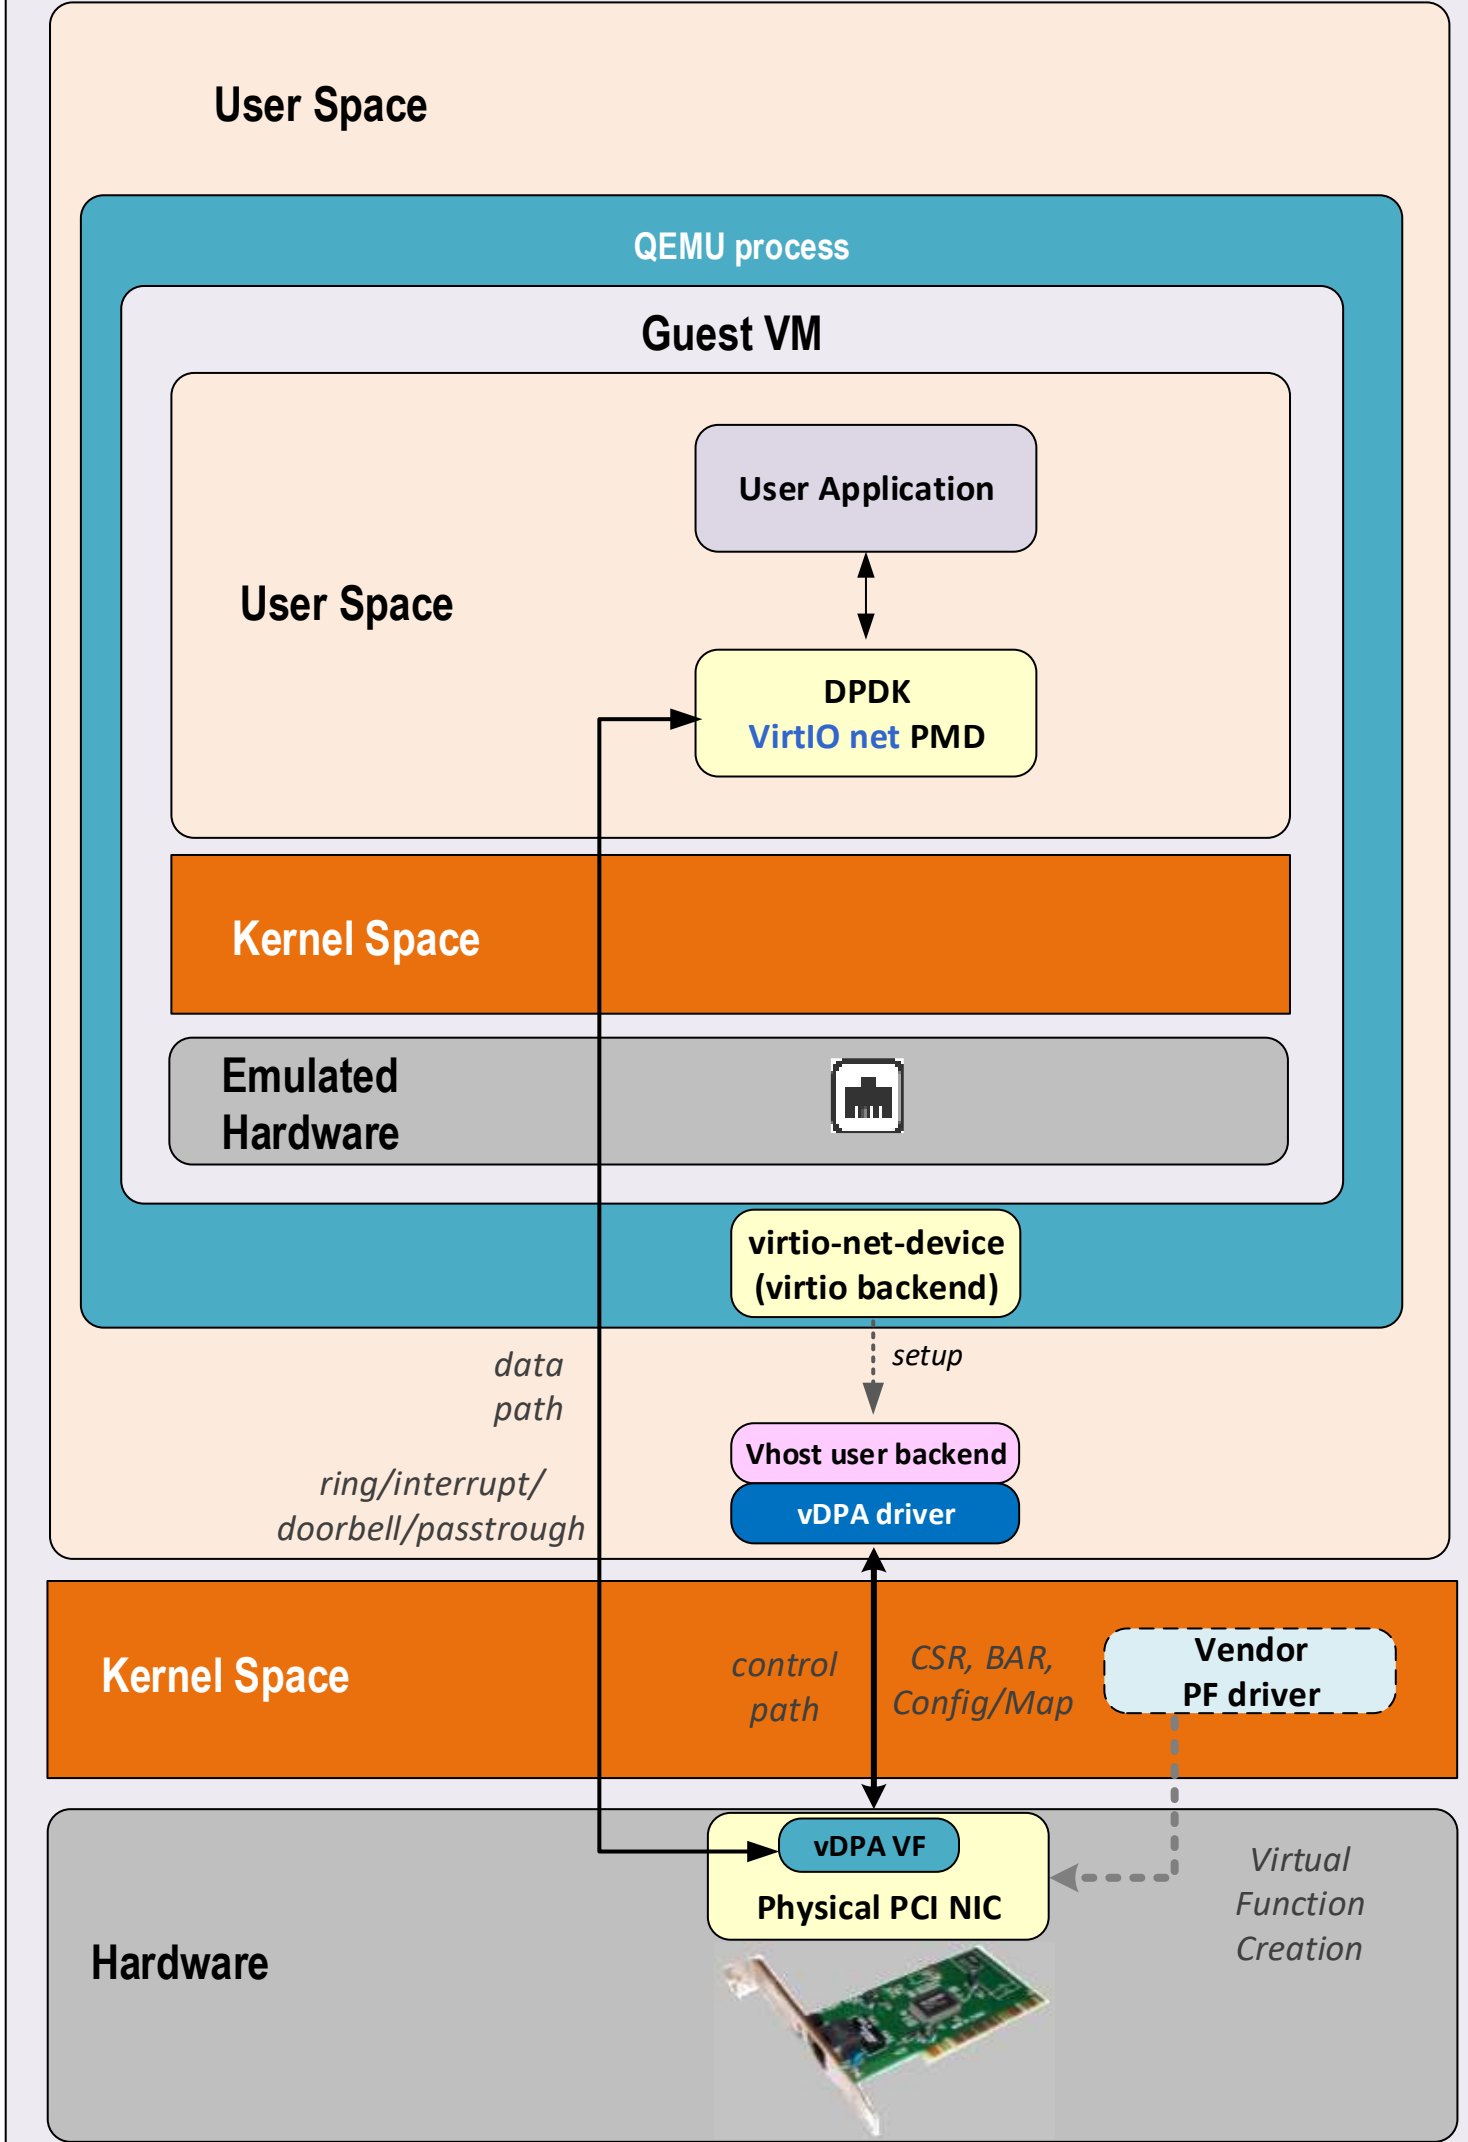 User Space
QEMU process
Guest VM
User Application
User Space
DPDK
VirtIO net PMD
Kernel Space
Emulated
Hardware
virtio-net-device
(virtio backend)
setup
data
path
Vhost user backend
ring/interrupt/
doorbell/passtrough
vDPA driver
Kernel Space
control
path
CSR, BAR,
Config/Map
Vendor
PF driver
vDPA VF
Physical PCI NIC
Virtual
Function
Creation
Hardware